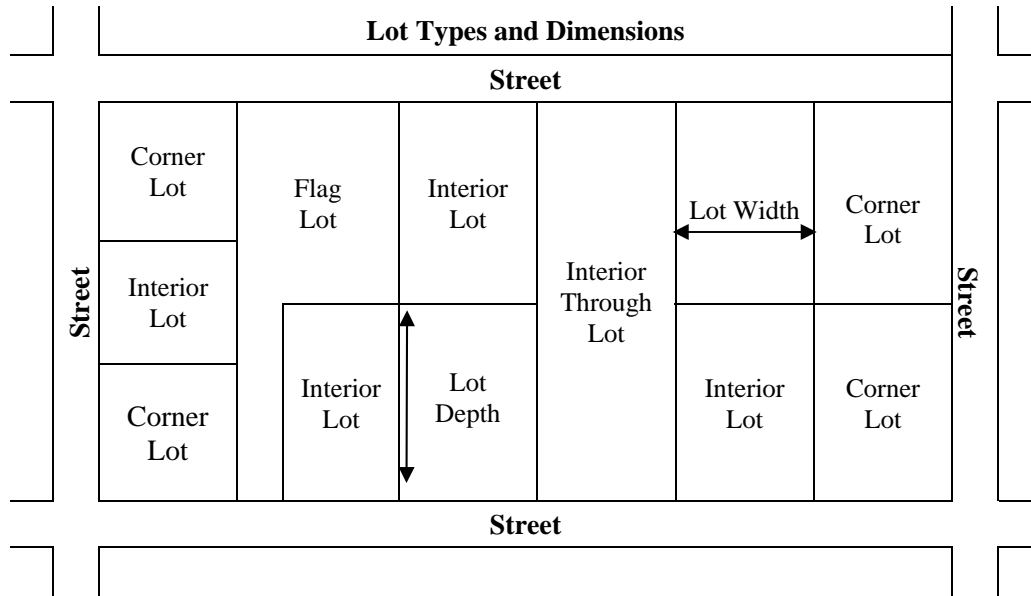 Lot Types and Dimensions
Street
Corner
Lot
Flag
Lot
Interior
Lot
Lot Width
Corner
Lot
Street
Interior
Lot
Interior
Through
Lot
Street
Corner
Lot
Interior
Lot
Lot
Depth
Interior
Lot
Corner
Lot
Street